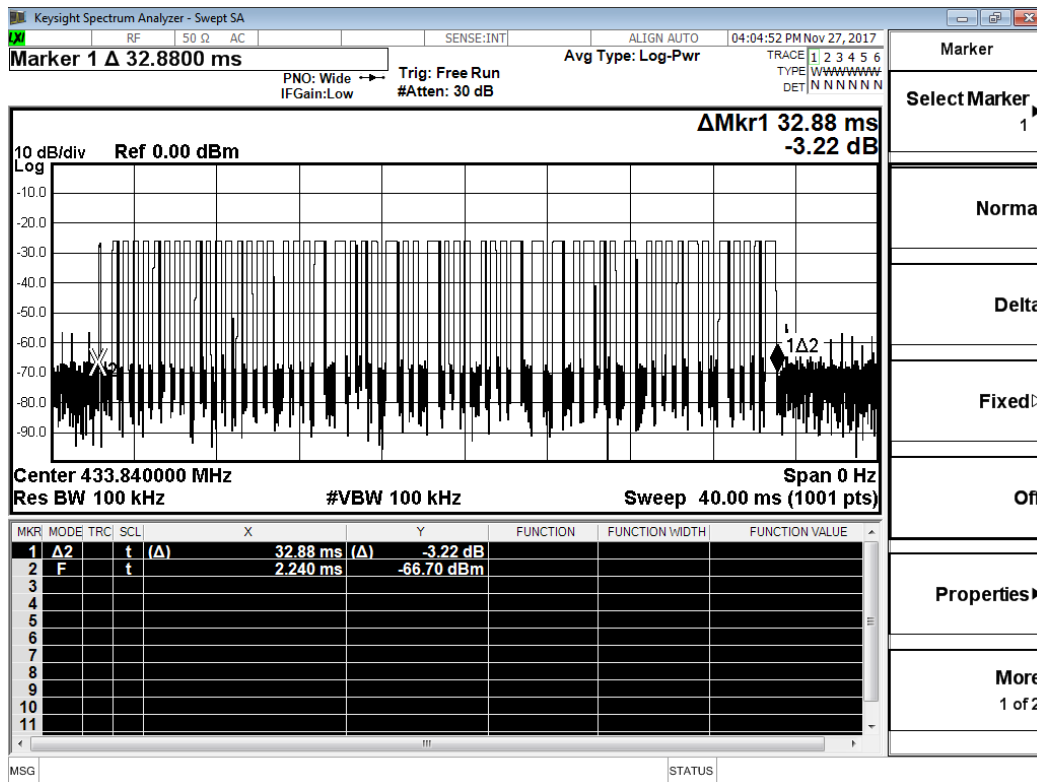 Keysight Spectrum Analyzer - Swept SA
LXI RF 50 Ω AC SENSE:INT ALIGN AUTO 04:04:52 PM Nov 27, 2017
Marker 1 Δ 32.8800 ms
PNO: Wide
IFGain:Low
Trig: Free Run
#Atten: 30 dB
Avg Type: Log-Pwr
TRACE 1 2 3 4 5 6
TYPE WWWWWW
DET N N N N N N
ΔMkr1 32.88 ms
-3.22 dB
10 dB/div Ref 0.00 dBm
Log
-10.0
-20.0
-30.0
-40.0
-50.0
-60.0
-70.0
-80.0
-90.0
X2
1Δ2
Center 433.840000 MHz Span 0 Hz
Res BW 100 kHz #VBW 100 kHz Sweep 40.00 ms (1001 pts)
MKR MODE TRC SCL X Y FUNCTION FUNCTION WIDTH FUNCTION VALUE
1 Δ2 t (Δ) 32.88 ms (Δ) -3.22 dB
2 F t 2.240 ms -66.70 dBm
3
4
5
6
7
8
9
10
11
MSG STATUS
Marker
Select Marker
1
Norma
Delta
Fixed
Off
Properties
More
1 of 2